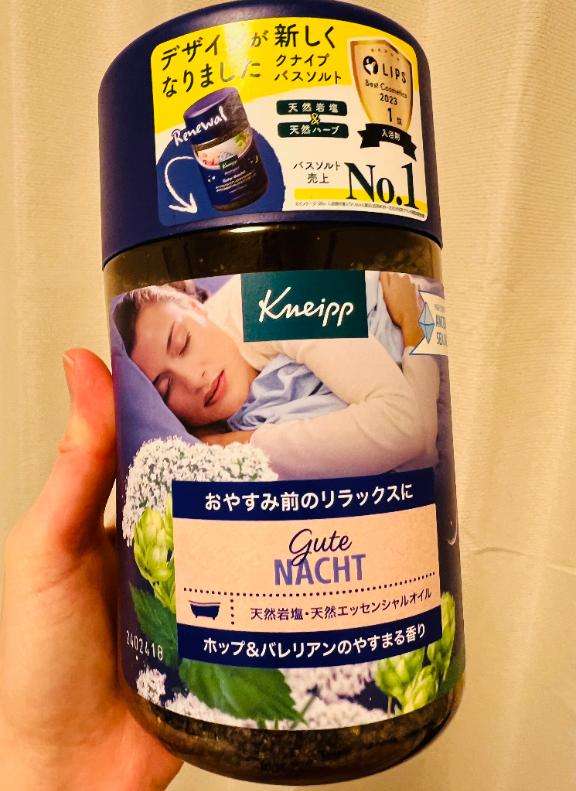 デザインが 新しく
なりました クナイプ
バスソルト
LIPS
Best Cosmetics
2023
1位
入浴剤
天然岩塩
&
天然ハーブ
Renewal
Kneipp
バスソルト
売上 No.1
Kneipp
おやすみ前のリラックスに
Gute
NACHT
天然岩塩・天然エッセンシャルオイル
ホップ&バレリアンのやすまる香り
2402418